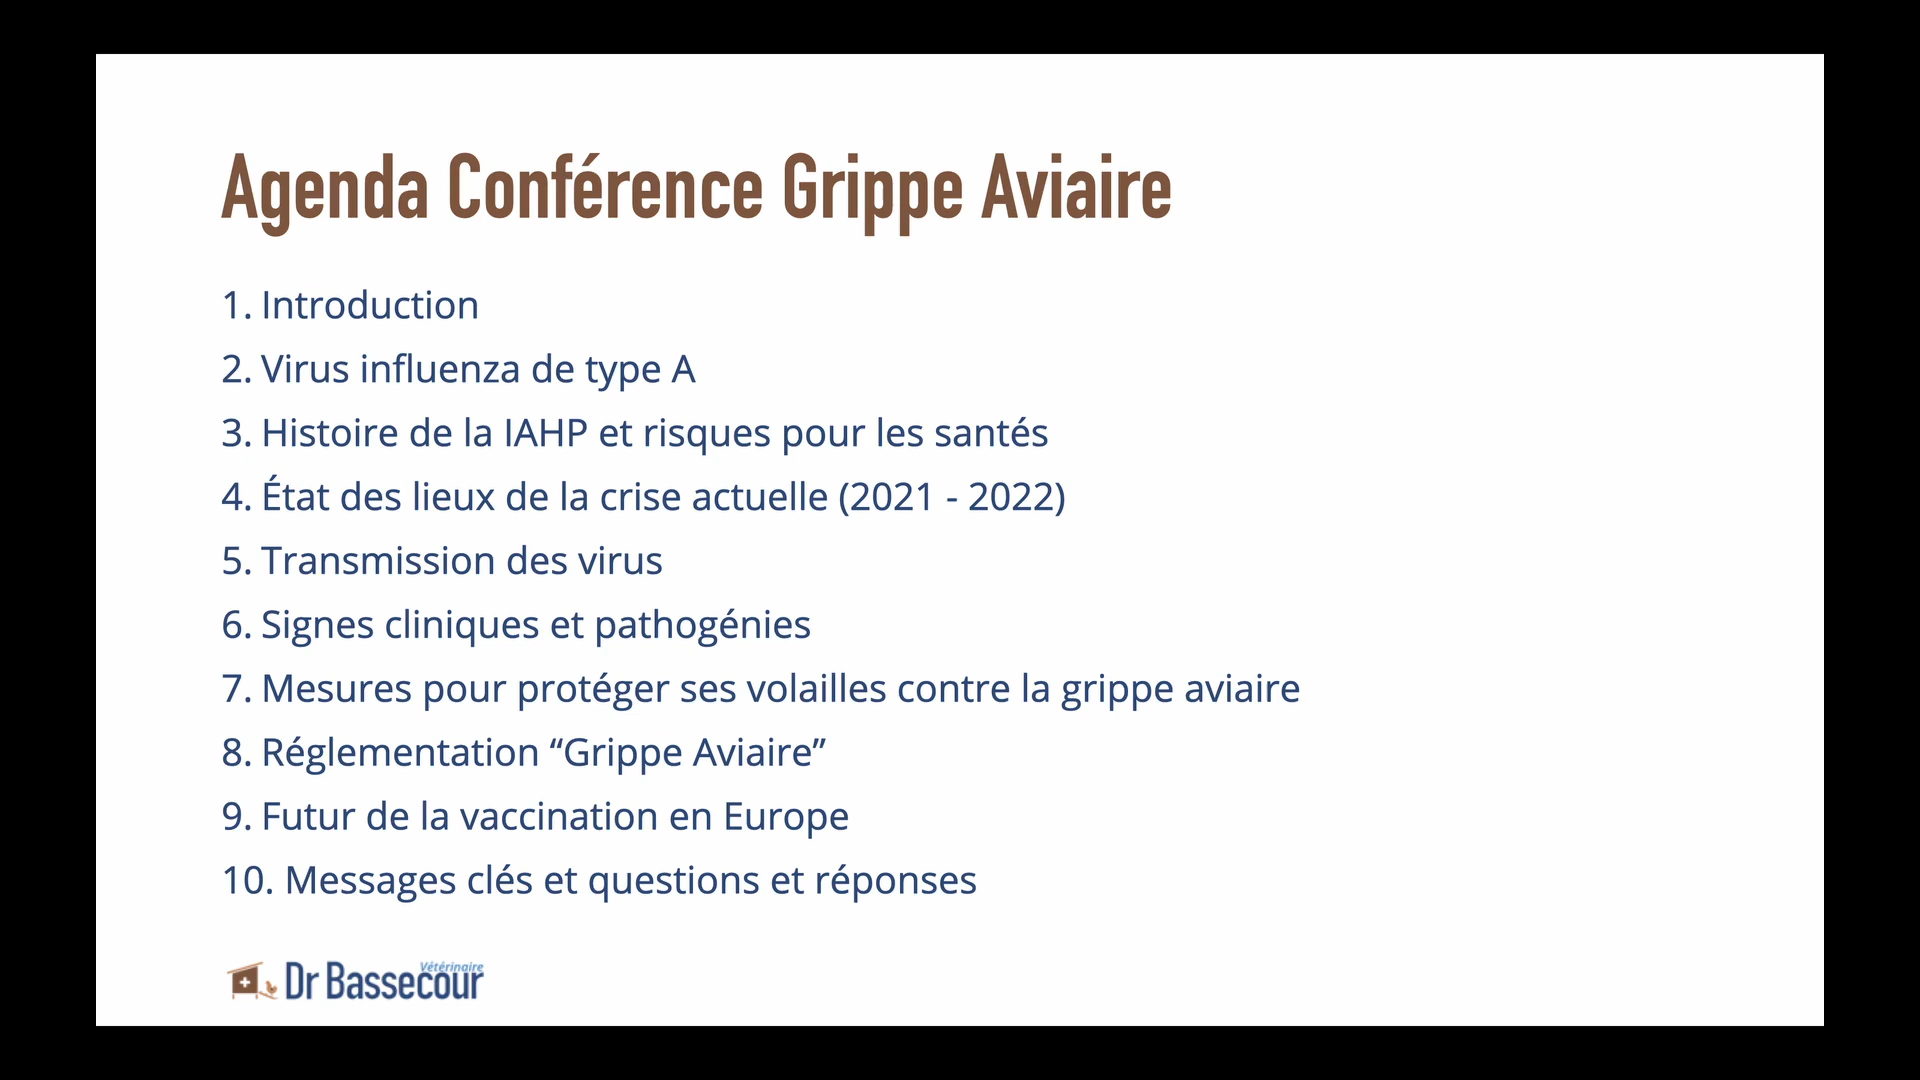 Agenda Conférence Grippe Aviaire
1. Introduction
2. Virus influenza de type A
3. Histoire de la IAHP et risques pour les santés
4. État des lieux de la crise actuelle (2021 - 2022)
5. Transmission des virus
6. Signes cliniques et pathogénies
7. Mesures pour protéger ses volailles contre la grippe aviaire
8. Réglementation “Grippe Aviaire”
9. Futur de la vaccination en Europe
10. Messages clés et questions et réponses
Vétérinaire
Dr Bassecour